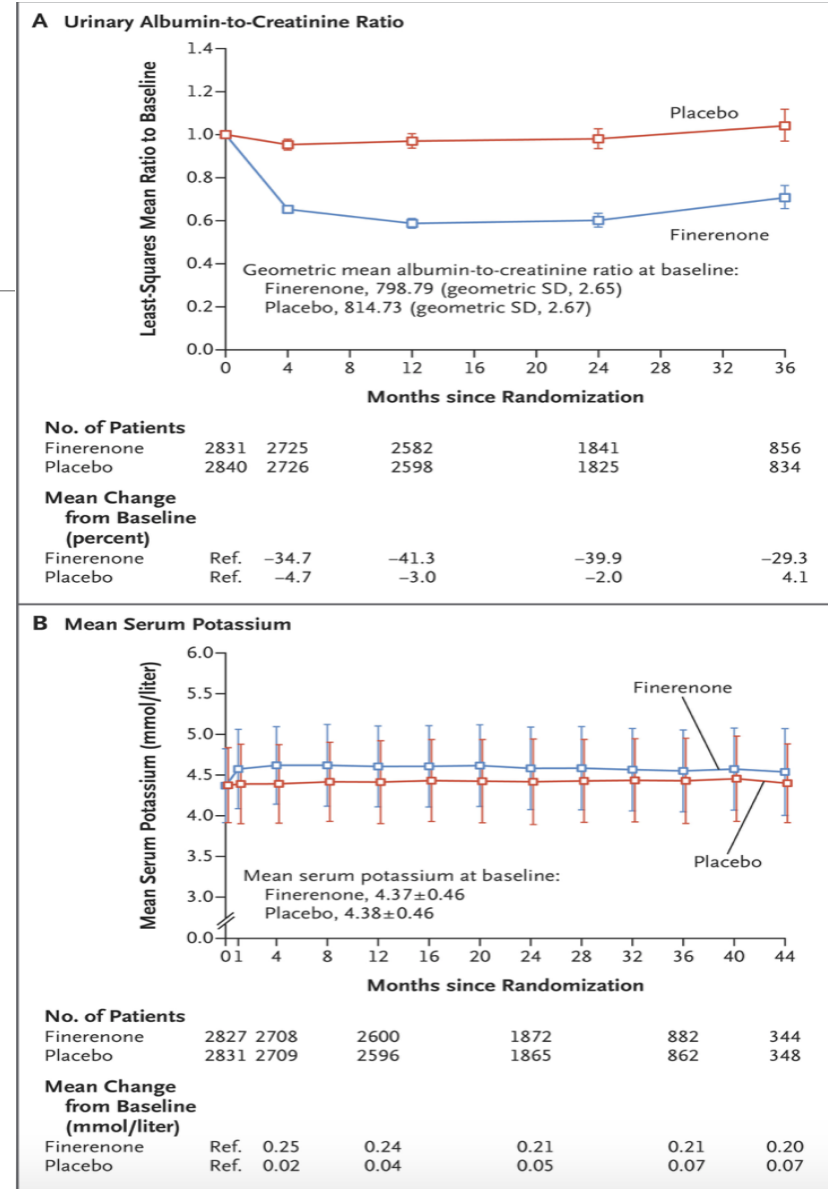 A Urinary Albumin-to-Creatinine Ratio
Least-Squares Mean Ratio to Baseline
1.4
1.2
1.0
0.8
0.6
0.4
0.2
0.0
Placebo
Finerenone
Geometric mean albumin-to-creatinine ratio at baseline:
Finerenone, 798.79 (geometric SD, 2.65)
Placebo, 814.73 (geometric SD, 2.67)
0 4 8 12 16 20 24 28 32 36
Months since Randomization
No. of Patients
Finerenone 2831 2725 2582 1841 856
Placebo 2840 2726 2598 1825 834
Mean Change
from Baseline
(percent)
Finerenone Ref. −34.7 −41.3 −39.9 −29.3
Placebo Ref. −4.7 −3.0 −2.0 4.1
B Mean Serum Potassium
Mean Serum Potassium (mmol/liter)
6.0
5.5
5.0
4.5
4.0
3.5
3.0
0.0
Finerenone
Placebo
Mean serum potassium at baseline:
Finerenone, 4.37±0.46
Placebo, 4.38±0.46
0 1 4 8 12 16 20 24 28 32 36 40 44
Months since Randomization
No. of Patients
Finerenone 2827 2708 2600 1872 882 344
Placebo 2831 2709 2596 1865 862 348
Mean Change
from Baseline
(mmol/liter)
Finerenone Ref. 0.25 0.24 0.21 0.21 0.20
Placebo Ref. 0.02 0.04 0.05 0.07 0.07